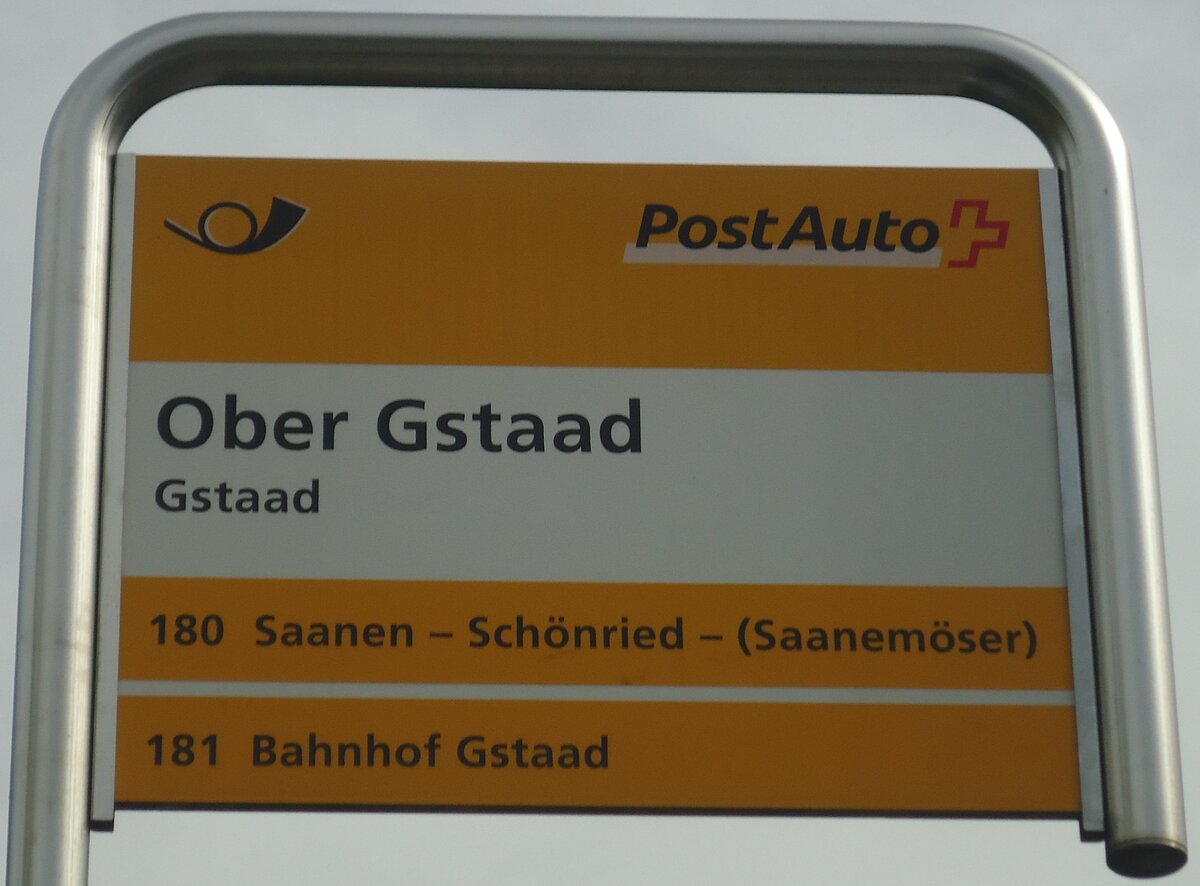 PostAuto
Ober Gstaad
Gstaad
180 Saanen – Schönried – (Saanemöser)
181 Bahnhof Gstaad